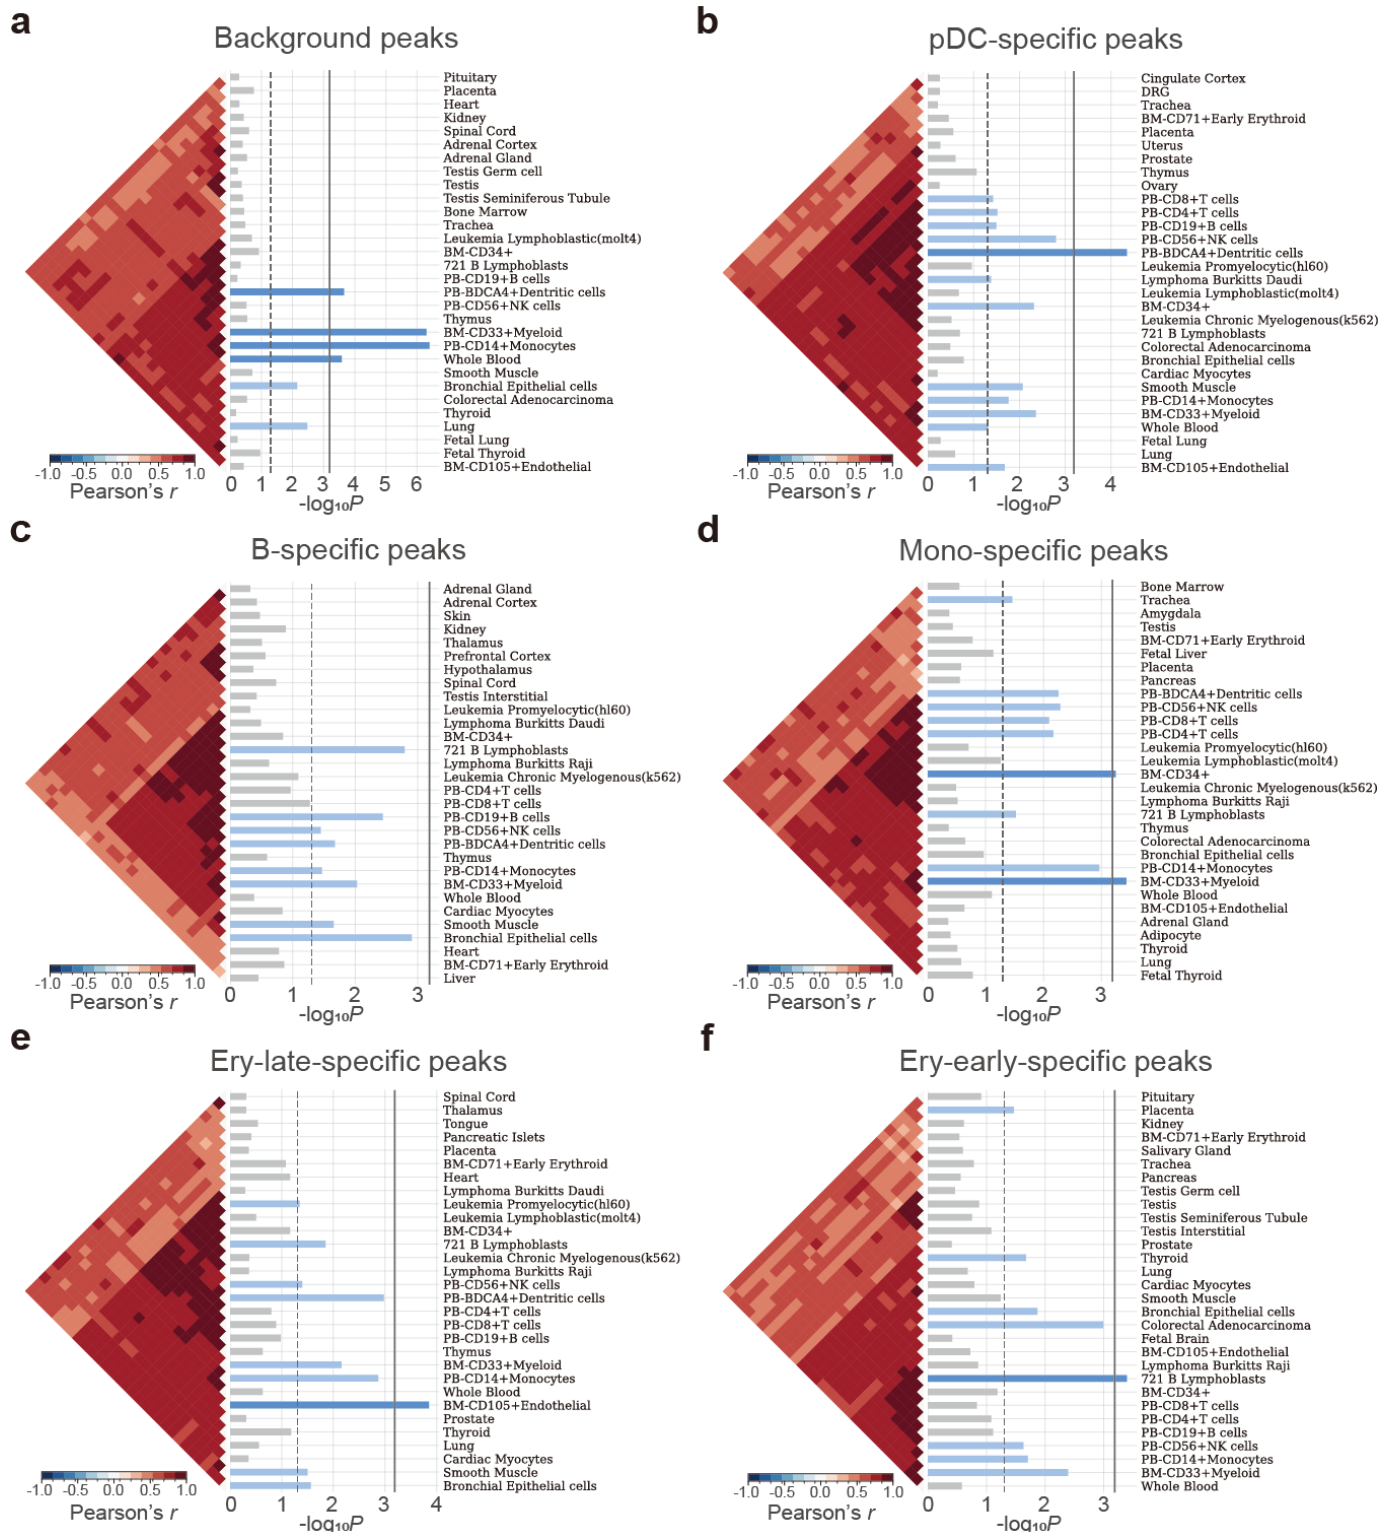 a
Background peaks
Pituitary
Placenta
Heart
Kidney
Spinal Cord
Adrenal Cortex
Adrenal Gland
Testis Germ cell
Testis
Testis Seminiferous Tubule
Bone Marrow
Trachea
Leukemia Lymphoblastic(molt4)
BM-CD34+
721 B Lymphoblasts
PB-CD19+B cells
PB-BDCA4+Dentritic cells
PB-CD56+NK cells
Thymus
BM-CD33+Myeloid
PB-CD14+Monocytes
Whole Blood
Smooth Muscle
Bronchial Epithelial cells
Colorectal Adenocarcinoma
Thyroid
Lung
Fetal Lung
Fetal Thyroid
BM-CD105+Endothelial
-1.0 -0.5 0.0 0.5 1.0
Pearson's r
0 1 2 3 4 5 6
-log₁₀P
b
pDC-specific peaks
Cingulate Cortex
DRG
Trachea
BM-CD71+Early Erythroid
Placenta
Uterus
Prostate
Thymus
Ovary
PB-CD8+T cells
PB-CD4+T cells
PB-CD19+B cells
PB-CD56+NK cells
PB-BDCA4+Dentritic cells
Leukemia Promyelocytic(hl60)
Lymphoma Burkitts Daudi
Leukemia Lymphoblastic(molt4)
BM-CD34+
Leukemia Chronic Myelogenous(k562)
721 B Lymphoblasts
Colorectal Adenocarcinoma
Bronchial Epithelial cells
Cardiac Myocytes
Smooth Muscle
PB-CD14+Monocytes
BM-CD33+Myeloid
Whole Blood
Fetal Lung
Lung
BM-CD105+Endothelial
-1.0 -0.5 0.0 0.5 1.0
Pearson's r
0 1 2 3 4
-log₁₀P
c
B-specific peaks
Adrenal Gland
Adrenal Cortex
Skin
Kidney
Thalamus
Prefrontal Cortex
Hypothalamus
Spinal Cord
Testis Interstitial
Leukemia Promyelocytic(hl60)
Lymphoma Burkitts Daudi
BM-CD34+
721 B Lymphoblasts
Lymphoma Burkitts Raji
Leukemia Chronic Myelogenous(k562)
PB-CD4+T cells
PB-CD8+T cells
PB-CD19+B cells
PB-CD56+NK cells
PB-BDCA4+Dentritic cells
Thymus
PB-CD14+Monocytes
BM-CD33+Myeloid
Whole Blood
Cardiac Myocytes
Smooth Muscle
Bronchial Epithelial cells
Heart
BM-CD71+Early Erythroid
Liver
-1.0 -0.5 0.0 0.5 1.0
Pearson's r
0 1 2 3
-log₁₀P
d
Mono-specific peaks
Bone Marrow
Trachea
Amygdala
Testis
BM-CD71+Early Erythroid
Fetal Liver
Placenta
Pancreas
PB-BDCA4+Dentritic cells
PB-CD56+NK cells
PB-CD8+T cells
PB-CD4+T cells
Leukemia Promyelocytic(hl60)
Leukemia Lymphoblastic(molt4)
BM-CD34+
Leukemia Chronic Myelogenous(k562)
Lymphoma Burkitts Raji
721 B Lymphoblasts
Thymus
Colorectal Adenocarcinoma
Bronchial Epithelial cells
PB-CD14+Monocytes
BM-CD33+Myeloid
Whole Blood
BM-CD105+Endothelial
Adrenal Gland
Adipocyte
Thyroid
Lung
Fetal Thyroid
-1.0 -0.5 0.0 0.5 1.0
Pearson's r
0 1 2 3
-log₁₀P
e
Ery-late-specific peaks
Spinal Cord
Thalamus
Tongue
Pancreatic Islets
Placenta
BM-CD71+Early Erythroid
Heart
Lymphoma Burkitts Daudi
Leukemia Promyelocytic(hl60)
Leukemia Lymphoblastic(molt4)
BM-CD34+
721 B Lymphoblasts
Leukemia Chronic Myelogenous(k562)
Lymphoma Burkitts Raji
PB-CD56+NK cells
PB-BDCA4+Dentritic cells
PB-CD4+T cells
PB-CD8+T cells
PB-CD19+B cells
Thymus
BM-CD33+Myeloid
PB-CD14+Monocytes
Whole Blood
BM-CD105+Endothelial
Prostate
Thyroid
Lung
Cardiac Myocytes
Smooth Muscle
Bronchial Epithelial cells
-1.0 -0.5 0.0 0.5 1.0
Pearson's r
0 1 2 3 4
-log₁₀P
f
Ery-early-specific peaks
Pituitary
Placenta
Kidney
BM-CD71+Early Erythroid
Salivary Gland
Trachea
Pancreas
Testis Germ cell
Testis
Testis Seminiferous Tubule
Testis Interstitial
Prostate
Thyroid
Lung
Cardiac Myocytes
Smooth Muscle
Bronchial Epithelial cells
Colorectal Adenocarcinoma
Fetal Brain
BM-CD105+Endothelial
Lymphoma Burkitts Raji
721 B Lymphoblasts
BM-CD34+
PB-CD8+T cells
PB-CD4+T cells
PB-CD19+B cells
PB-CD56+NK cells
PB-CD14+Monocytes
BM-CD33+Myeloid
Whole Blood
-1.0 -0.5 0.0 0.5 1.0
Pearson's r
0 1 2 3
-log₁₀P